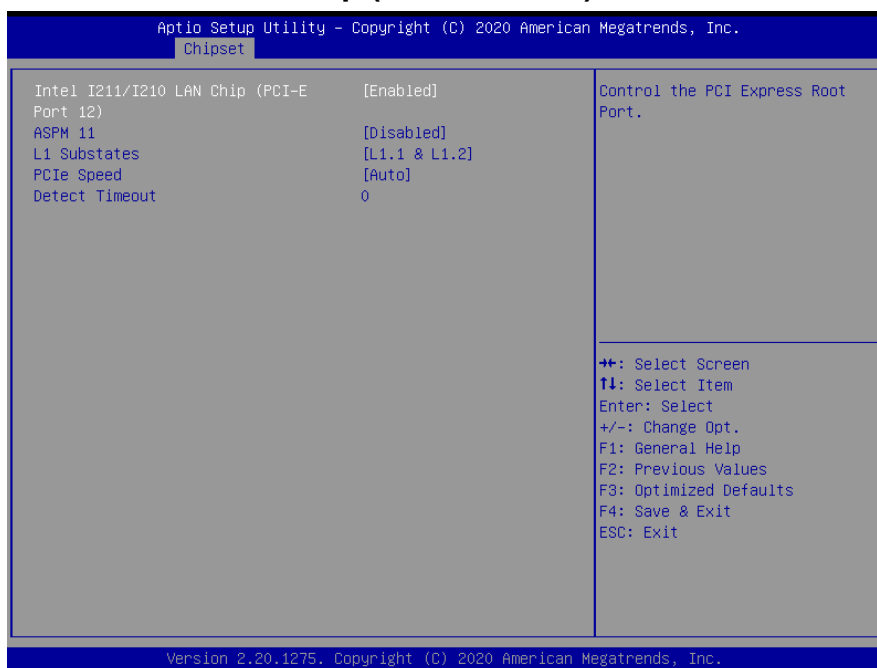 Aptio Setup Utility – Copyright (C) 2020 American Megatrends, Inc.
Chipset
Intel I211/I210 LAN Chip (PCI-E Port 12) [Enabled]
ASPM 11 [Disabled]
L1 Substates [L1.1 & L1.2]
PCIe Speed [Auto]
Detect Timeout 0
Control the PCI Express Root
Port.
→←: Select Screen
↑↓: Select Item
Enter: Select
+/-: Change Opt.
F1: General Help
F2: Previous Values
F3: Optimized Defaults
F4: Save & Exit
ESC: Exit
Version 2.20.1275. Copyright (C) 2020 American Megatrends, Inc.